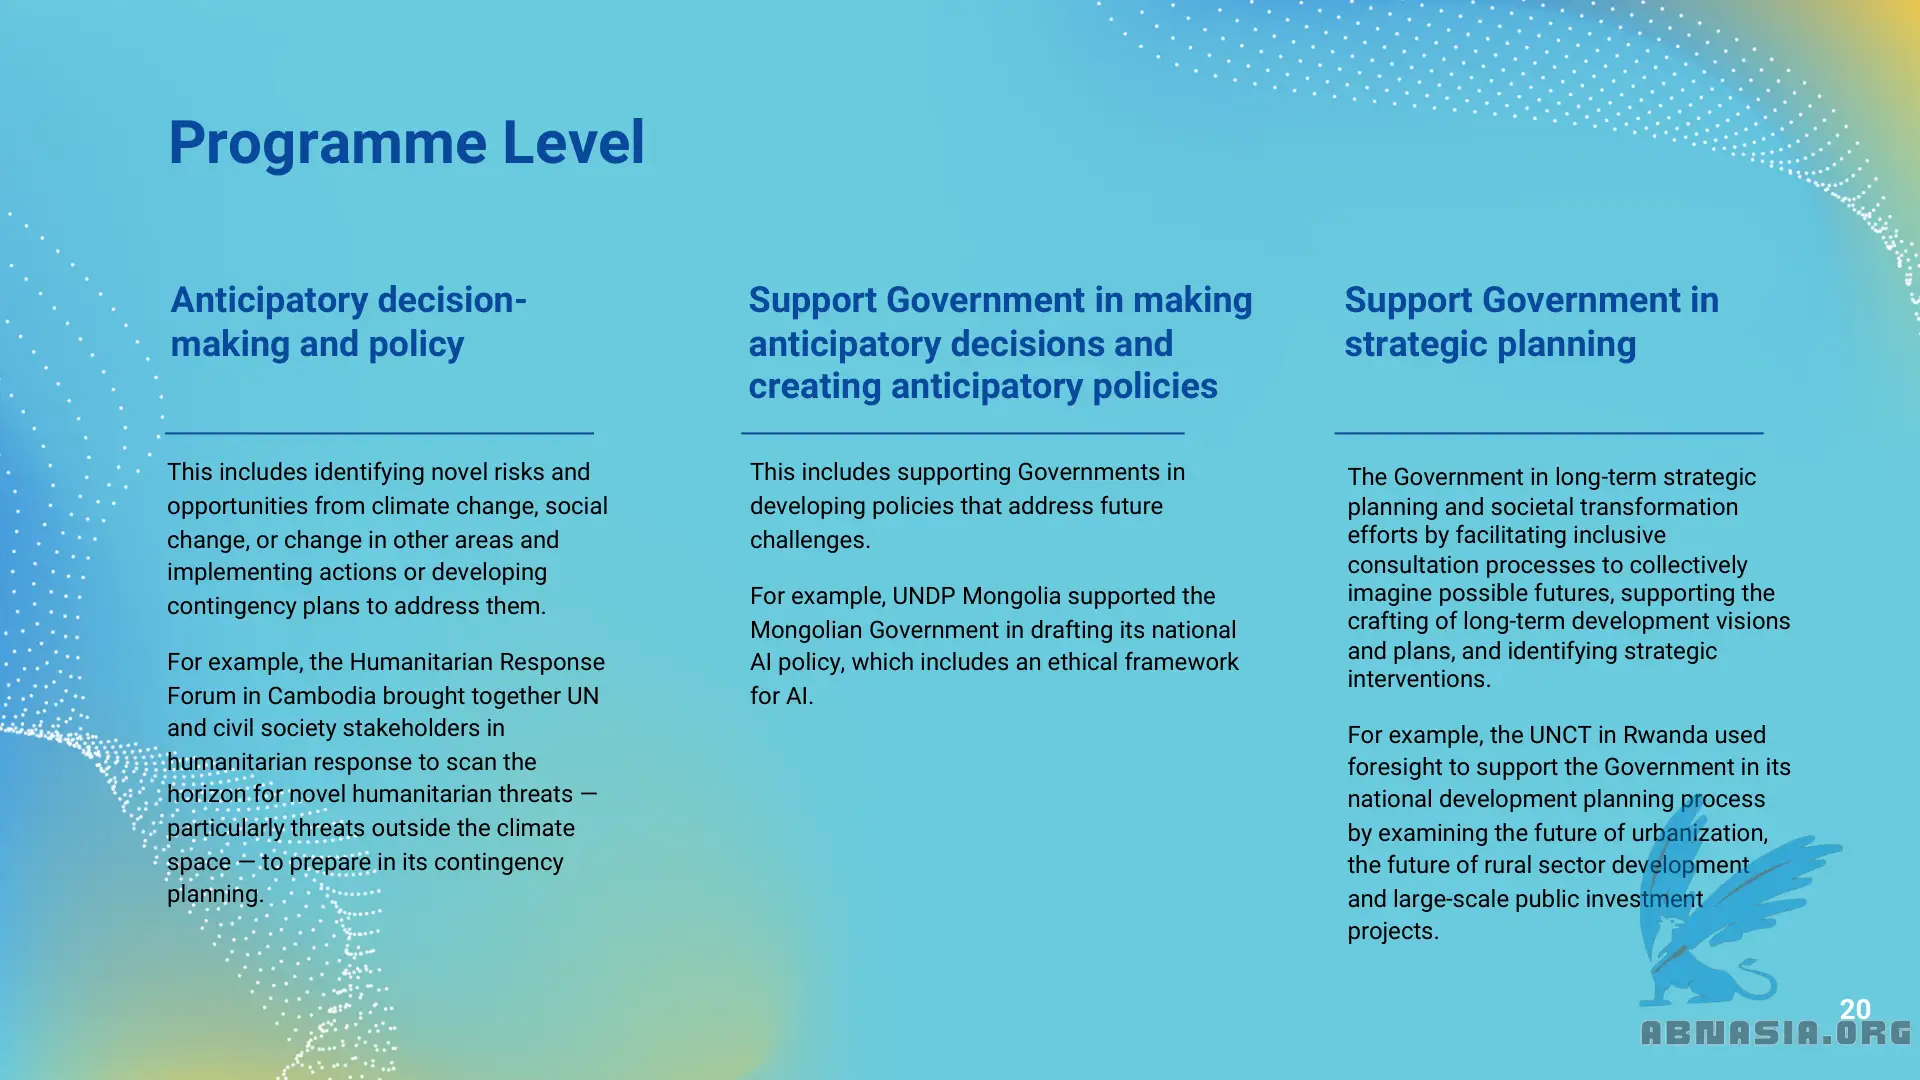 Programme Level
Anticipatory decision-
making and policy
This includes identifying novel risks and
opportunities from climate change, social
change, or change in other areas and
implementing actions or developing
contingency plans to address them.
For example, the Humanitarian Response
Forum in Cambodia brought together UN
and civil society stakeholders in
humanitarian response to scan the
horizon for novel humanitarian threats —
particularly threats outside the climate
space — to prepare in its contingency
planning.
Support Government in making
anticipatory decisions and
creating anticipatory policies
This includes supporting Governments in
developing policies that address future
challenges.
For example, UNDP Mongolia supported the
Mongolian Government in drafting its national
AI policy, which includes an ethical framework
for AI.
Support Government in
strategic planning
The Government in long-term strategic
planning and societal transformation
efforts by facilitating inclusive
consultation processes to collectively
imagine possible futures, supporting the
crafting of long-term development visions
and plans, and identifying strategic
interventions.
For example, the UNCT in Rwanda used
foresight to support the Government in its
national development planning process
by examining the future of urbanization,
the future of rural sector development
and large-scale public investment
projects.
20
ABNASIA.ORG